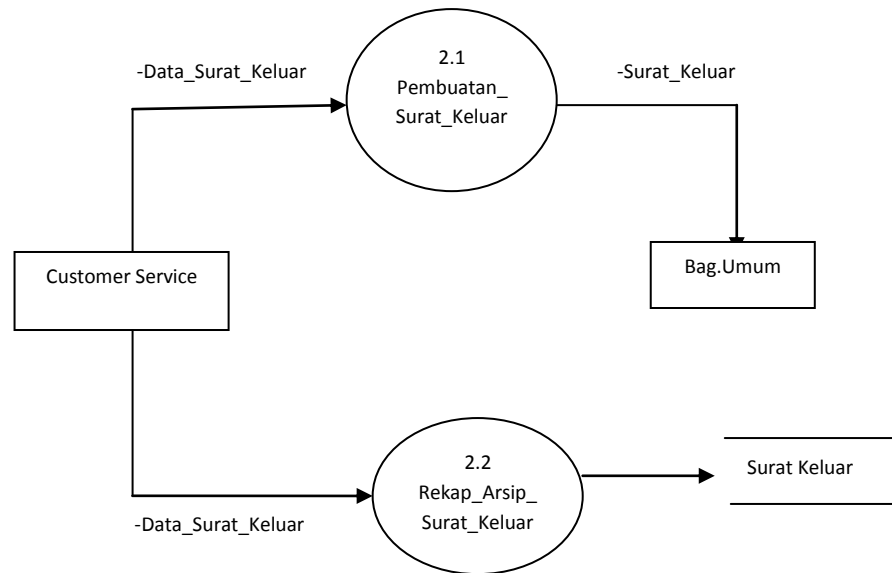 2.1
-Data_Surat_Keluar
Pembuatan_
Surat_Keluar
-Surat_Keluar
Customer Service
Bag.Umum
2.2
Rekap_Arsip_
Surat_Keluar
Surat Keluar
-Data_Surat_Keluar